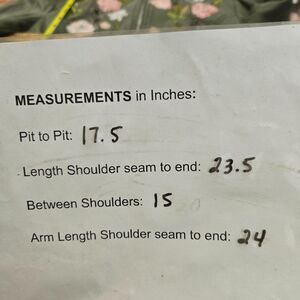 MEASUREMENTS in Inches:
Pit to Pit: 17.5
Length Shoulder seam to end: 23.5
Between Shoulders: 15
Arm Length Shoulder seam to end: 24